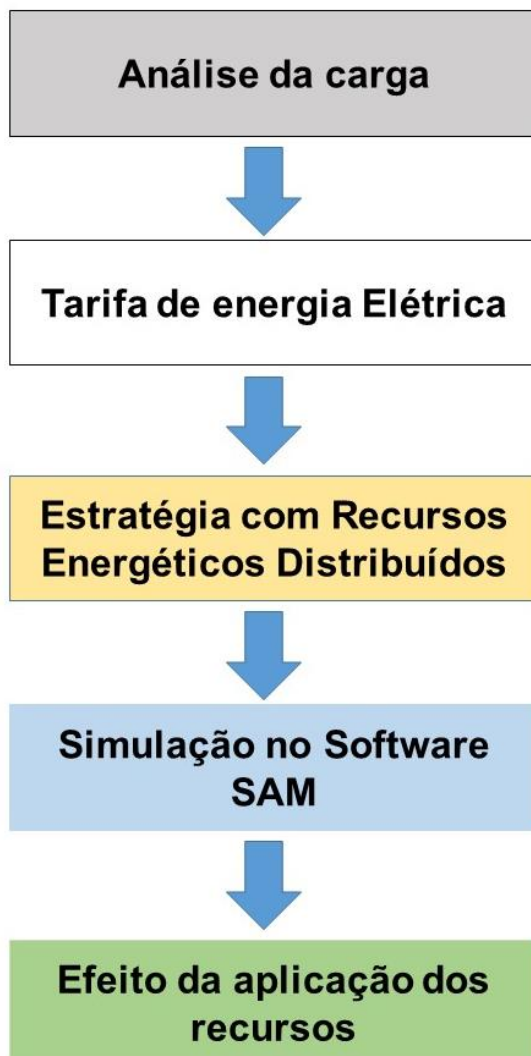 Análise da carga
Tarifa de energia Elétrica
Estratégia com Recursos
Energéticos Distribuídos
Simulação no Software
SAM
Efeito da aplicação dos
recursos